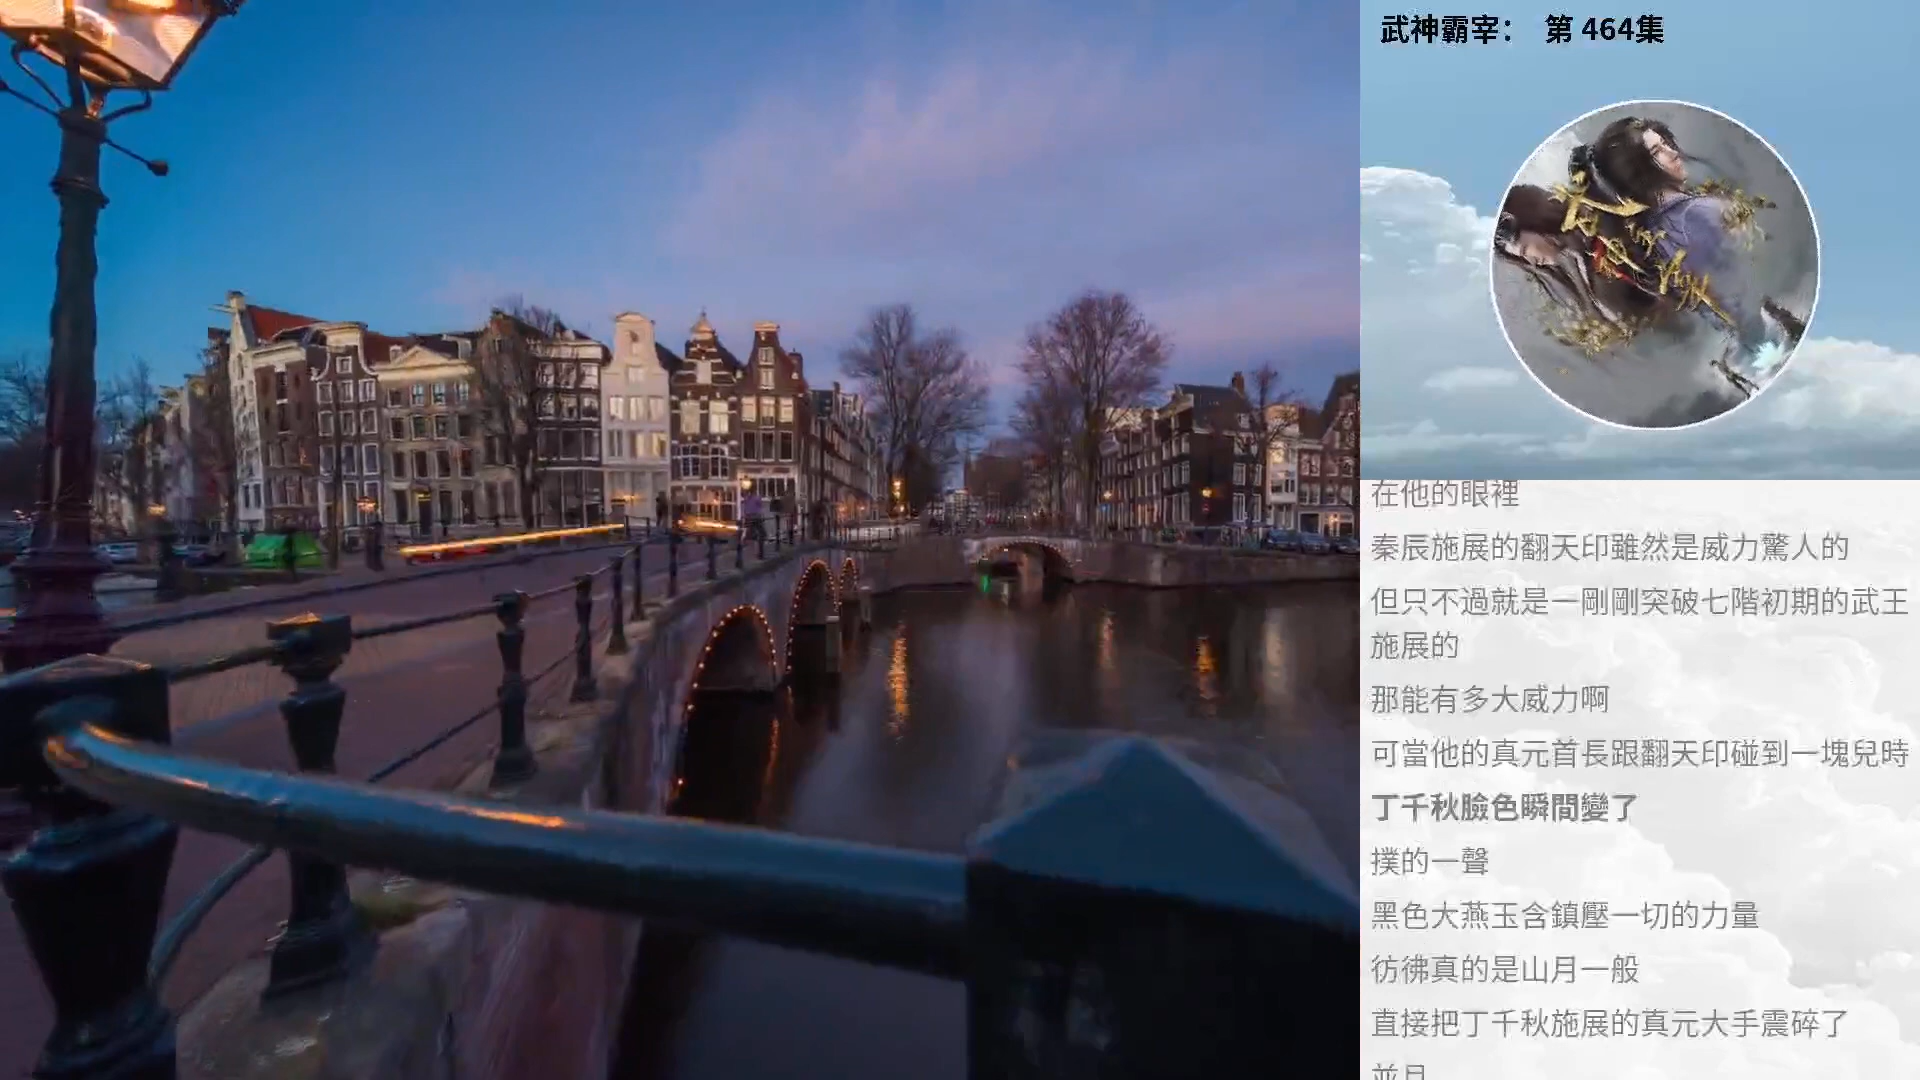 武神霸宰： 第 464集
在他的眼裡
秦辰施展的翻天印雖然是威力驚人的
但只不過就是一剛剛突破七階初期的武王
施展的
那能有多大威力啊
可當他的真元首長跟翻天印碰到一塊兒時
丁千秋臉色瞬間變了
撲的一聲
黑色大燕玉含鎮壓一切的力量
彷彿真的是山月一般
直接把丁千秋施展的真元大手震碎了
並且